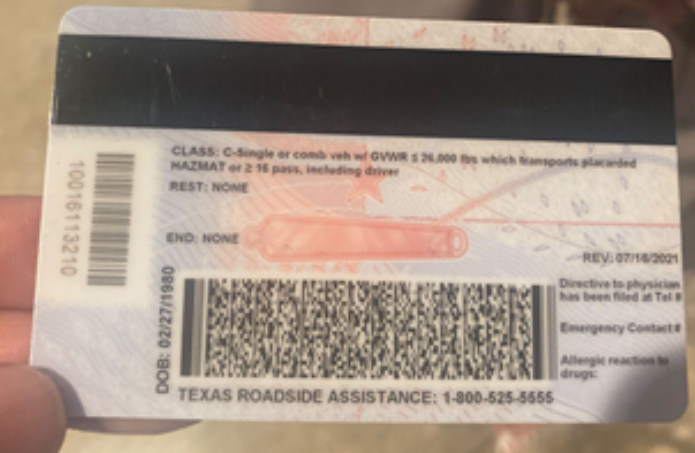 CLASS: C-Single or comb veh w/ GVWR ≤ 26,000 lbs which transports placarded
HAZMAT or ≥ 16 pass, including driver
REST: NONE
10016113210
END: NONE
REV: 07/16/2021
DOB: 02/27/1980
Directive to physician
has been filed at Tel #
Emergency Contact #
Allergic reaction to
drugs:
TEXAS ROADSIDE ASSISTANCE: 1-800-525-5555